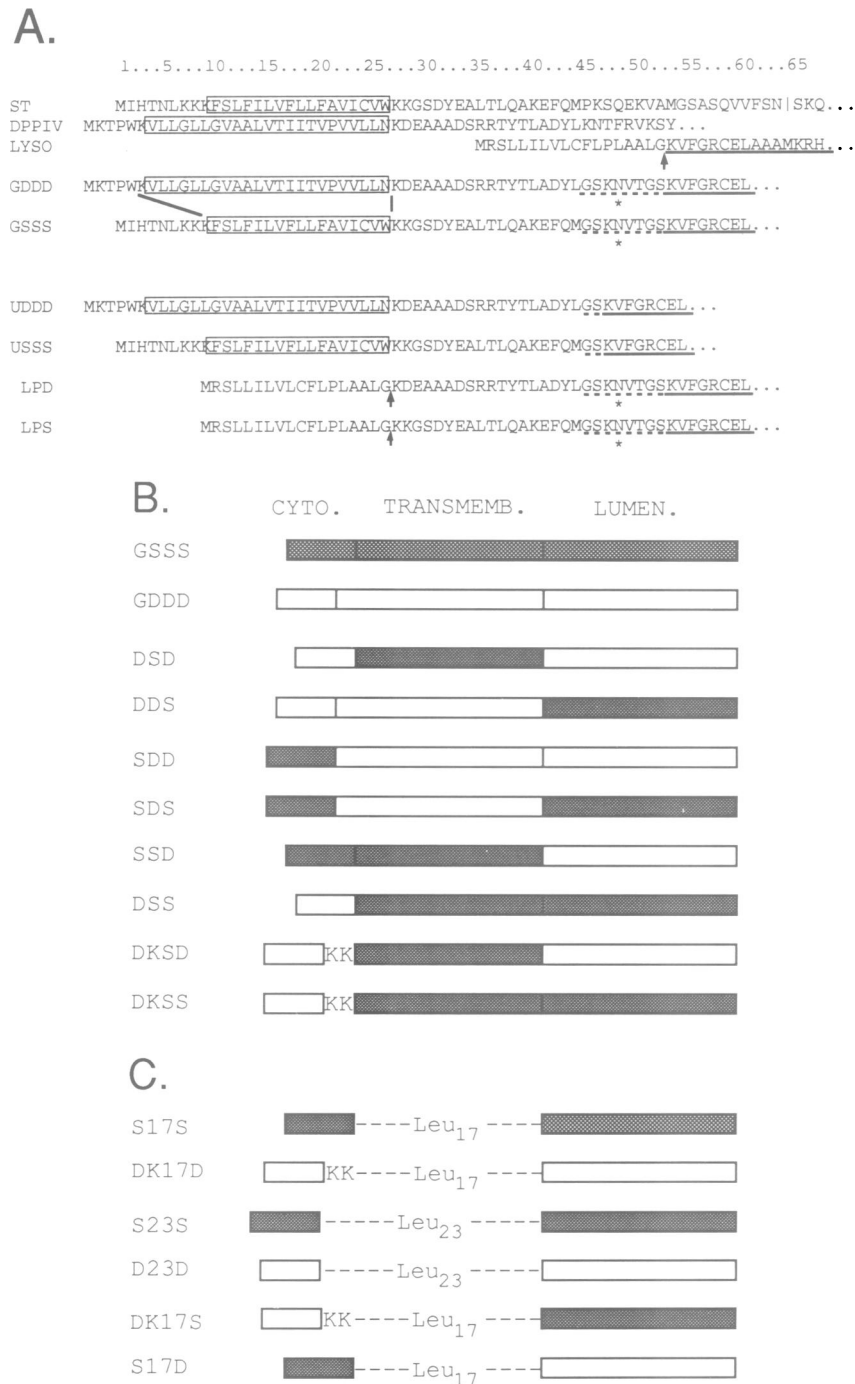 A.
1...5....10...15...20...25...30...35...40...45...50...55...60...65
ST MIHTNLKKKFSLFILVFLLFAVICVWKKGSDYEALTLQAKEFQMPKSQEKVAMGSASQVVFSN|SKQ...
DPPIV MKTPWKVLLGLLGVAALVTIITVPVVLLNKDEAAADSRRTYTLADYLKNTFRVKSY...
LYSO MRSLLILVLCFLPLAALGKVFGRCELAAAMKRH...
GDDD MKTPWKVLLGLLGVAALVTIITVPVVLLNKDEAAADSRRTYTLADYLGSKNVTGSKVFGRCEL...
*
GSSS MIHTNLKKKFSLFILVFLLFAVICVWKKGSDYEALTLQAKEFQMGSKNVTGSKVFGRCEL...
*
UDDD MKTPWKVLLGLLGVAALVTIITVPVVLLNKDEAAADSRRTYTLADYLGSKVFGRCEL...
USSS MIHTNLKKKFSLFILVFLLFAVICVWKKGSDYEALTLQAKEFQMGSKVFGRCEL...
LPD MRSLLILVLCFLPLAALGKDEAAADSRRTYTLADYLGSKNVTGSKVFGRCEL...
*
LPS MRSLLILVLCFLPLAALGKKGSDYEALTLQAKEFQMGSKNVTGSKVFGRCEL...
*
B. CYTO. TRANSMEMB. LUMEN.
GSSS
GDDD
DSD
DDS
SDD
SDS
SSD
DSS
DKSD KK
DKSS KK
C.
S17S ----Leu17-----
DK17D KK----Leu17-----
S23S -----Leu23-----
D23D -----Leu23-----
DK17S KK----Leu17-----
S17D ----Leu17-----